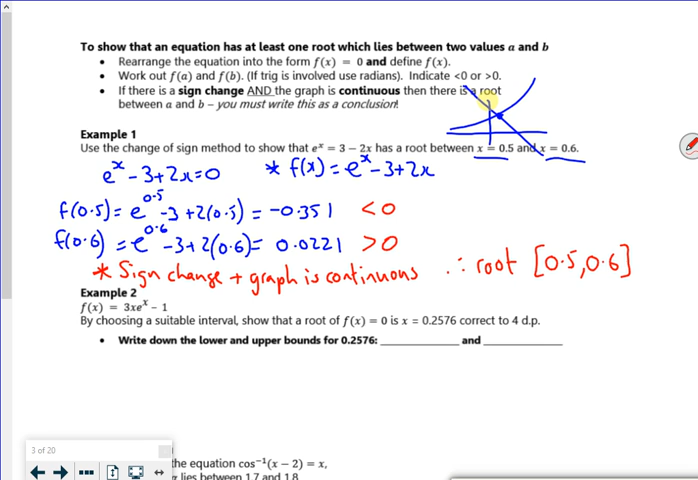 To show that an equation has at least one root which lies between two values a and b
• Rearrange the equation into the form f(x) = 0 and define f(x).
• Work out f(a) and f(b). (If trig is involved use radians). Indicate <0 or >0.
• If there is a sign change AND the graph is continuous then there is a root
between a and b – you must write this as a conclusion!
Example 1
Use the change of sign method to show that eˣ = 3 − 2x has a root between x = 0.5 and x = 0.6.
eˣ − 3 + 2x = 0 * f(x) = eˣ − 3 + 2x
f(0.5) = e^0.5 − 3 + 2(0.5) = −0.351 < 0
f(0.6) = e^0.6 − 3 + 2(0.6) = 0.0221 > 0
* Sign change + graph is continuous ∴ root [0.5, 0.6]
Example 2
f(x) = 3xeˣ − 1
By choosing a suitable interval, show that a root of f(x) = 0 is x = 0.2576 correct to 4 d.p.
• Write down the lower and upper bounds for 0.2576: ____________ and ____________
3 of 20
the equation cos⁻¹(x − 2) = x,
lies between 1.7 and 1.8